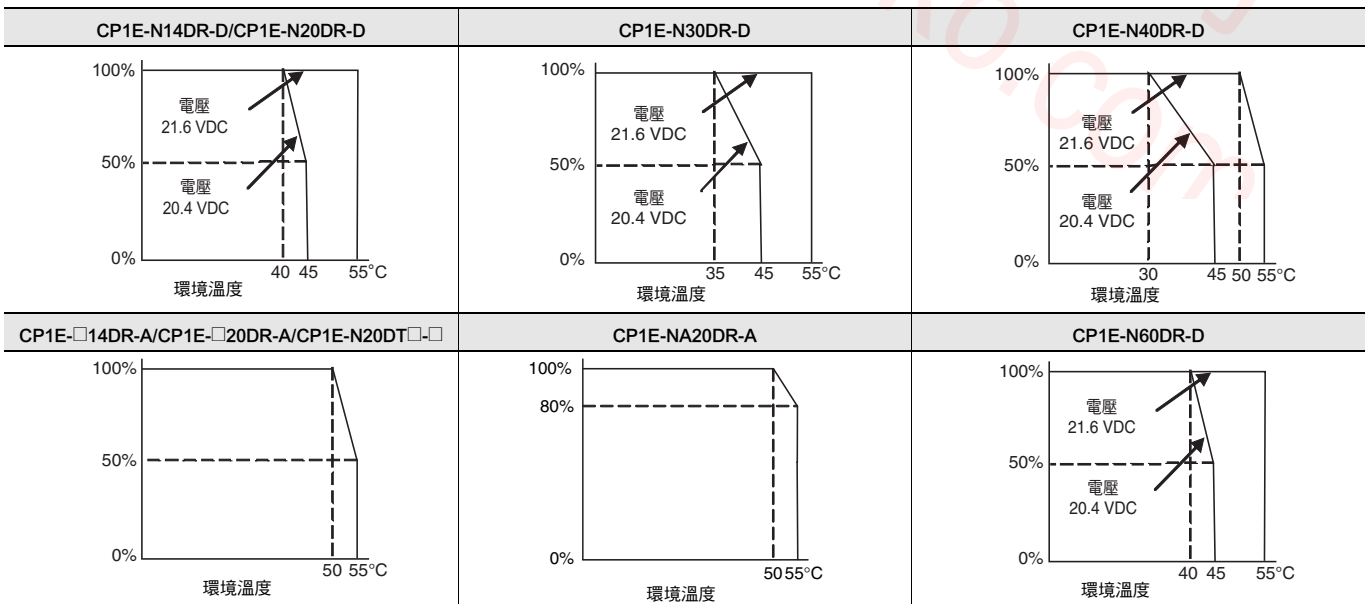 CP1E-N14DR-D/CP1E-N20DR-D
100%
電壓
21.6 VDC
50%
電壓
20.4 VDC
0%
40 45 55°C
環境溫度
CP1E-N30DR-D
100%
電壓
21.6 VDC
50%
電壓
20.4 VDC
0%
35 45 55°C
環境溫度
CP1E-N40DR-D
100%
電壓
21.6 VDC
50%
電壓
20.4 VDC
0%
30 45 50 55°C
環境溫度
CP1E-□14DR-A/CP1E-□20DR-A/CP1E-N20DT□-□
100%
50%
0%
50 55°C
環境溫度
CP1E-NA20DR-A
100%
80%
0%
50 55°C
環境溫度
CP1E-N60DR-D
100%
電壓
21.6 VDC
50%
電壓
20.4 VDC
0%
40 45 55°C
環境溫度